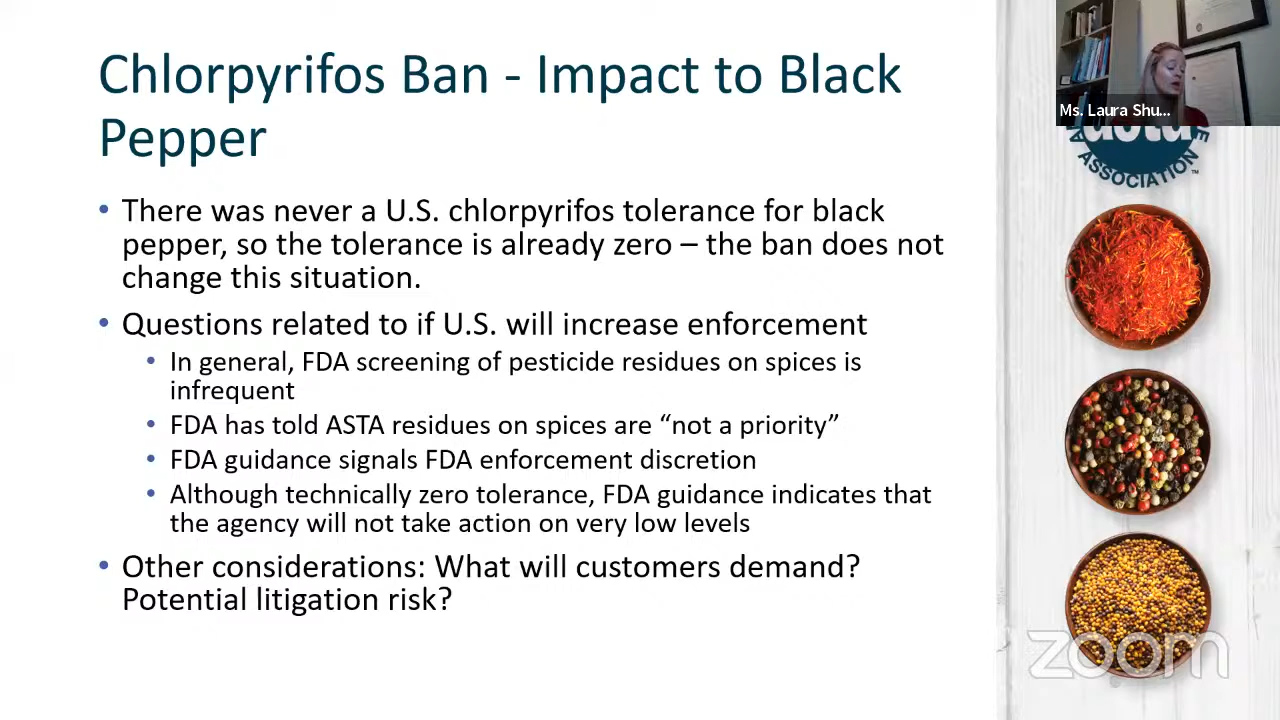 Chlorpyrifos Ban - Impact to Black
Pepper
• There was never a U.S. chlorpyrifos tolerance for black
pepper, so the tolerance is already zero – the ban does not
change this situation.
• Questions related to if U.S. will increase enforcement
• In general, FDA screening of pesticide residues on spices is
infrequent
• FDA has told ASTA residues on spices are “not a priority”
• FDA guidance signals FDA enforcement discretion
• Although technically zero tolerance, FDA guidance indicates that
the agency will not take action on very low levels
• Other considerations: What will customers demand?
Potential litigation risk?
Ms. Laura Shu...
asta
ASSOCIATION™
zoom